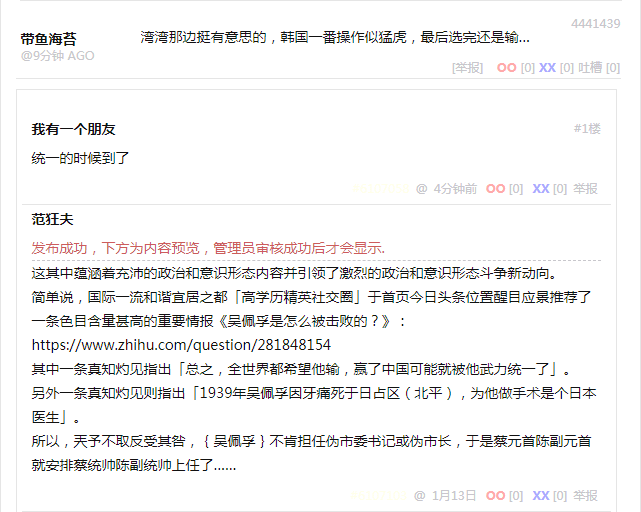 4441439
带鱼海苔
湾湾那边挺有意思的，韩国一番操作似猛虎，最后选完还是输...
@9分钟 AGO
[举报] OO [0] XX [0] 吐槽 [0]
我有一个朋友
#1楼
统一的时候到了
@ 4分钟前 OO [0] XX [0] 举报
范狂夫
发布成功，下方为内容预览，管理员审核成功后才会显示.
这其中蕴涵着充沛的政治和意识形态内容并引领了激烈的政治和意识形态斗争新动向。
简单说，国际一流和谐宜居之都「高学历精英社交圈」于首页今日头条位置醒目应景推荐了
一条色目含量甚高的重要情报《吴佩孚是怎么被击败的？》：
https://www.zhihu.com/question/281848154
其中一条真知灼见指出「总之，全世界都希望他输，赢了中国可能就被他武力统一了」。
另外一条真知灼见则指出「1939年吴佩孚因牙痛死于日占区（北平），为他做手术是个日本
医生」。
所以，天予不取反受其咎，｛吴佩孚｝不肯担任伪市委书记或伪市长，于是蔡元首陈副元首
就安排蔡统帅陈副统帅上任了......
@ 1月13日 OO [0] XX [0] 举报